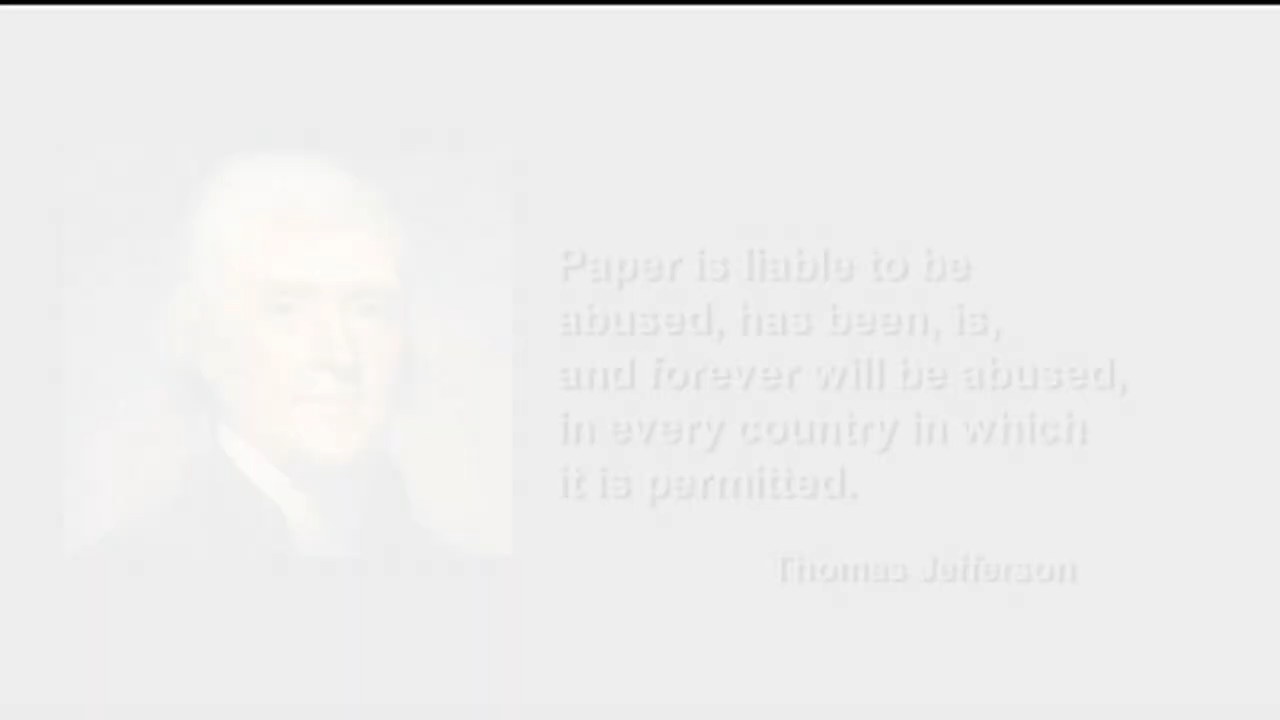 Paper is liable to be
abused, has been, is,
and forever will be abused,
in every country in which
it is permitted.
Thomas Jefferson